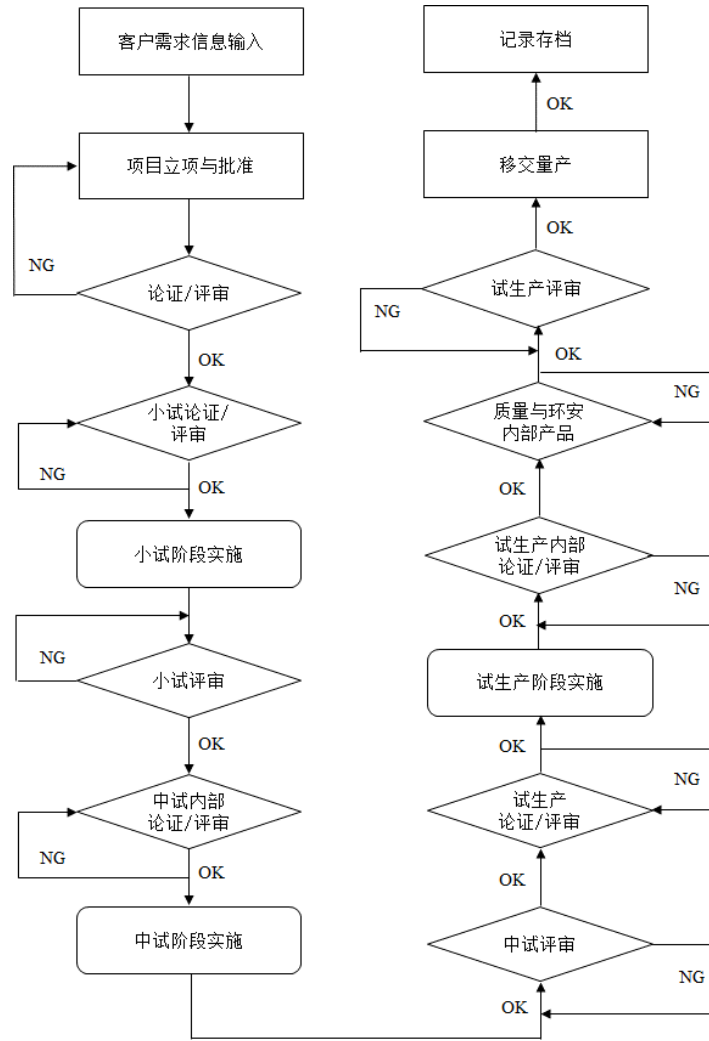 客户需求信息输入
项目立项与批准
NG
论证/评审
OK
小试论证/
评审
NG
OK
小试阶段实施
NG
小试评审
OK
中试内部
论证/评审
NG
OK
中试阶段实施
记录存档
OK
移交量产
OK
试生产评审
NG
OK
质量与环安
内部产品
NG
OK
试生产内部
论证/评审
NG
OK
试生产阶段实施
OK
NG
试生产
论证/评审
OK
中试评审
NG
OK